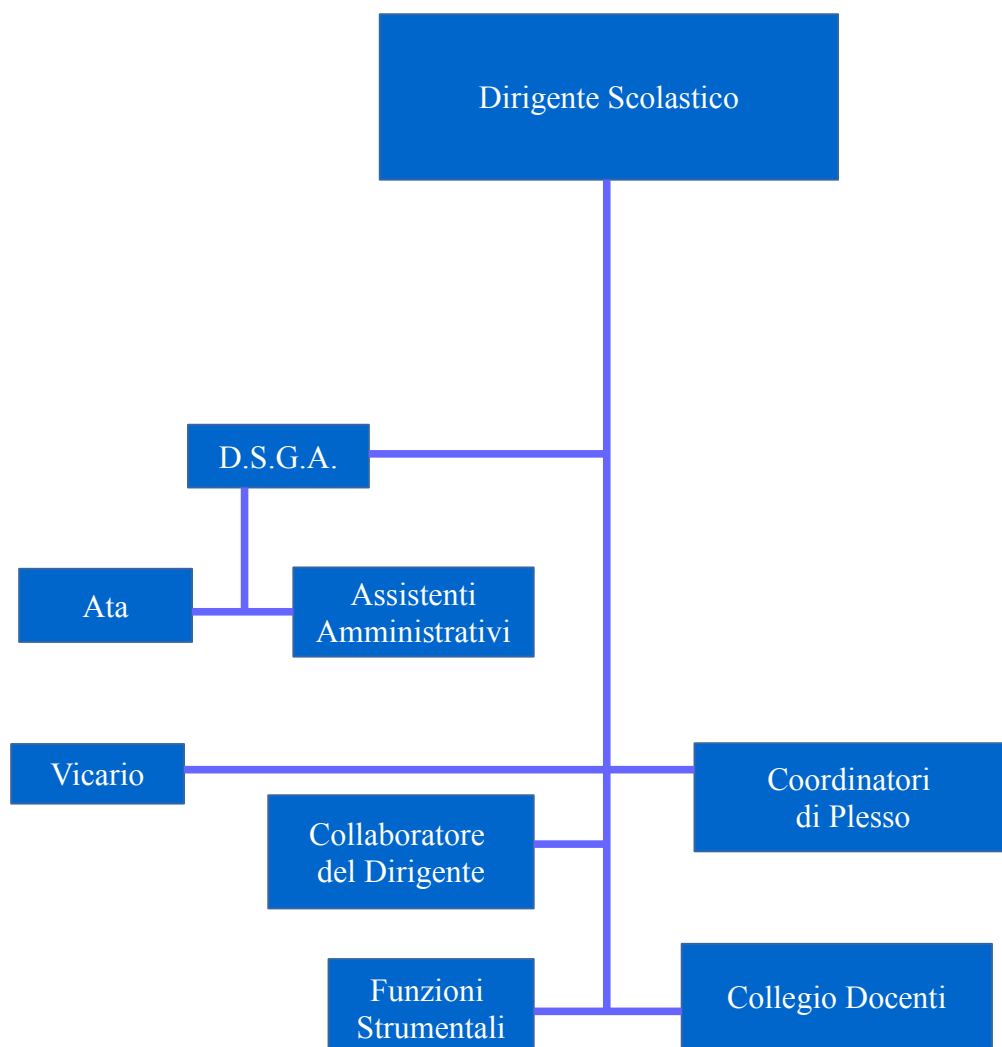 Dirigente Scolastico
D.S.G.A.
Ata
Assistenti
Amministrativi
Vicario
Coordinatori
di Plesso
Collaboratore
del Dirigente
Funzioni
Strumentali
Collegio Docenti